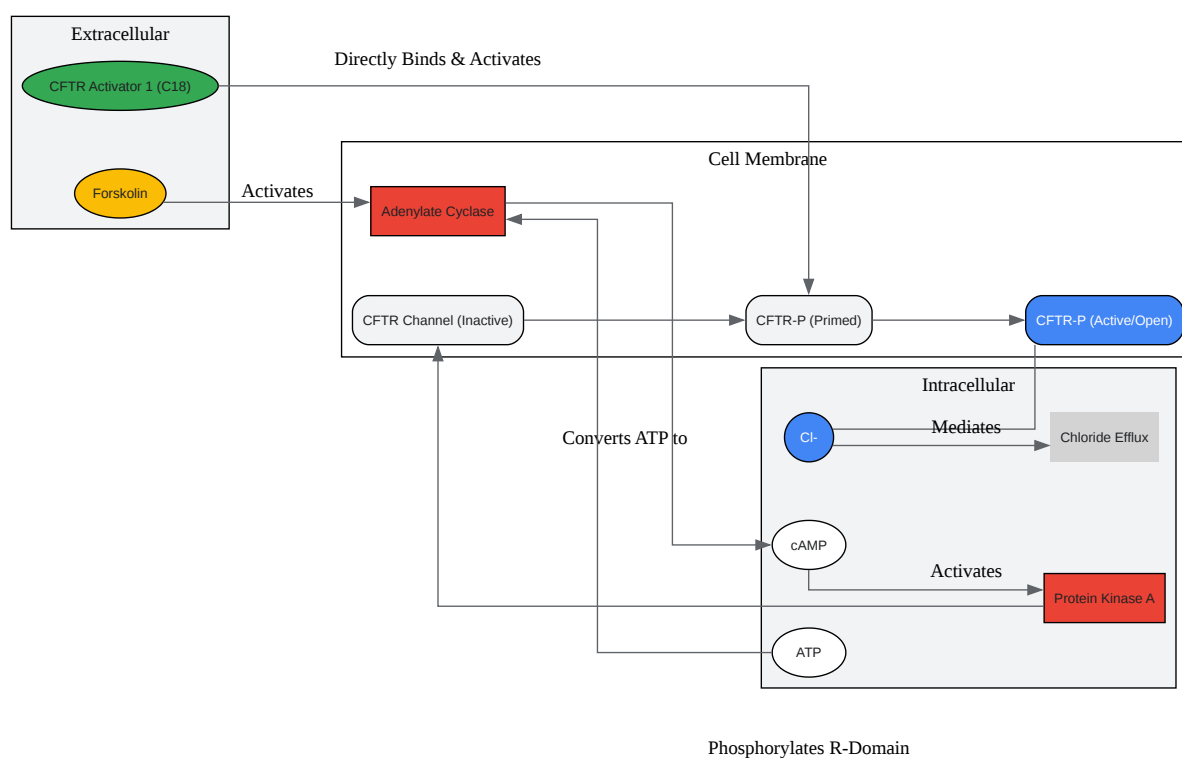 Extracellular
CFTR Activator 1 (C18)
Directly Binds & Activates
Forskolin
Activates
Cell Membrane
Adenylate Cyclase
CFTR Channel (Inactive)
CFTR-P (Primed)
CFTR-P (Active/Open)
Intracellular
Cl-
Mediates
Chloride Efflux
Converts ATP to
cAMP
Activates
Protein Kinase A
ATP
Phosphorylates R-Domain